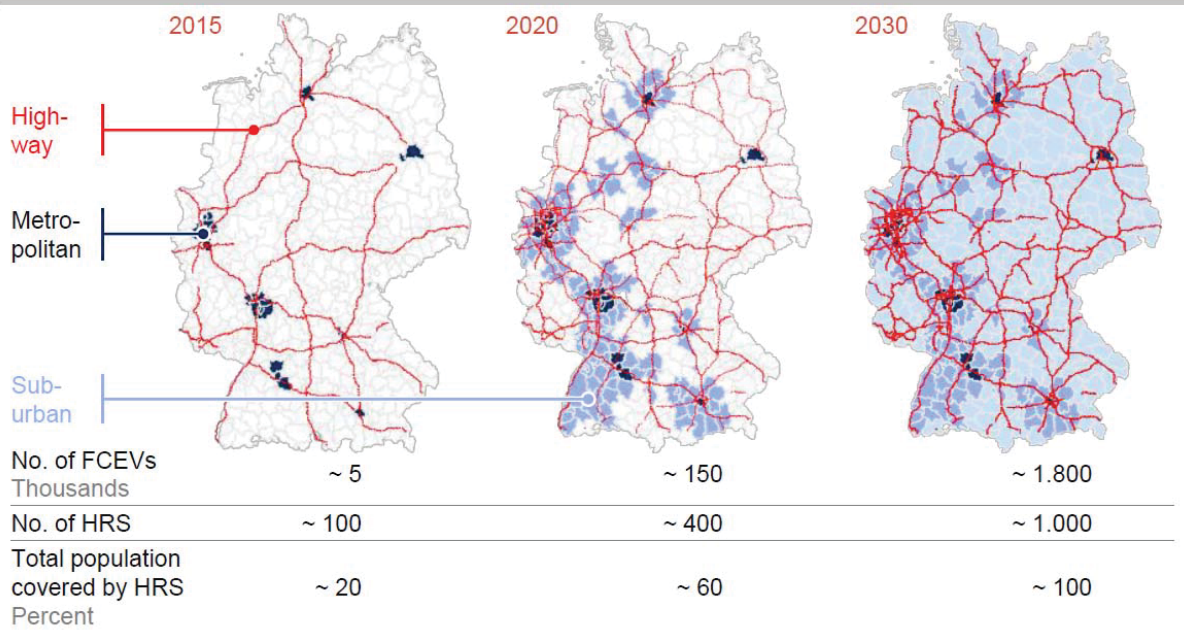 2015
2020
2030
High-
way
Metro-
politan
Sub-
urban
No. of FCEVs
Thousands
~ 5
~ 150
~ 1.800
No. of HRS
~ 100
~ 400
~ 1.000
Total population
covered by HRS
Percent
~ 20
~ 60
~ 100